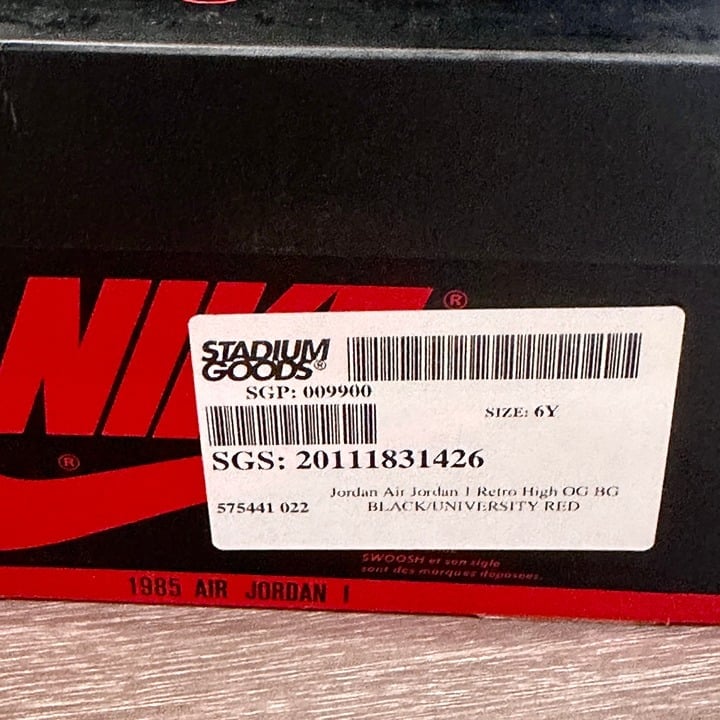 NIKE®
STADIUM
GOODS®
SGP: 009900
SIZE: 6Y
SGS: 20111831426
Jordan Air Jordan 1 Retro High OG BG
575441 022
BLACK/UNIVERSITY RED
®
SWOOSH et son sigle
sont des marques deposees.
1985 AIR JORDAN I